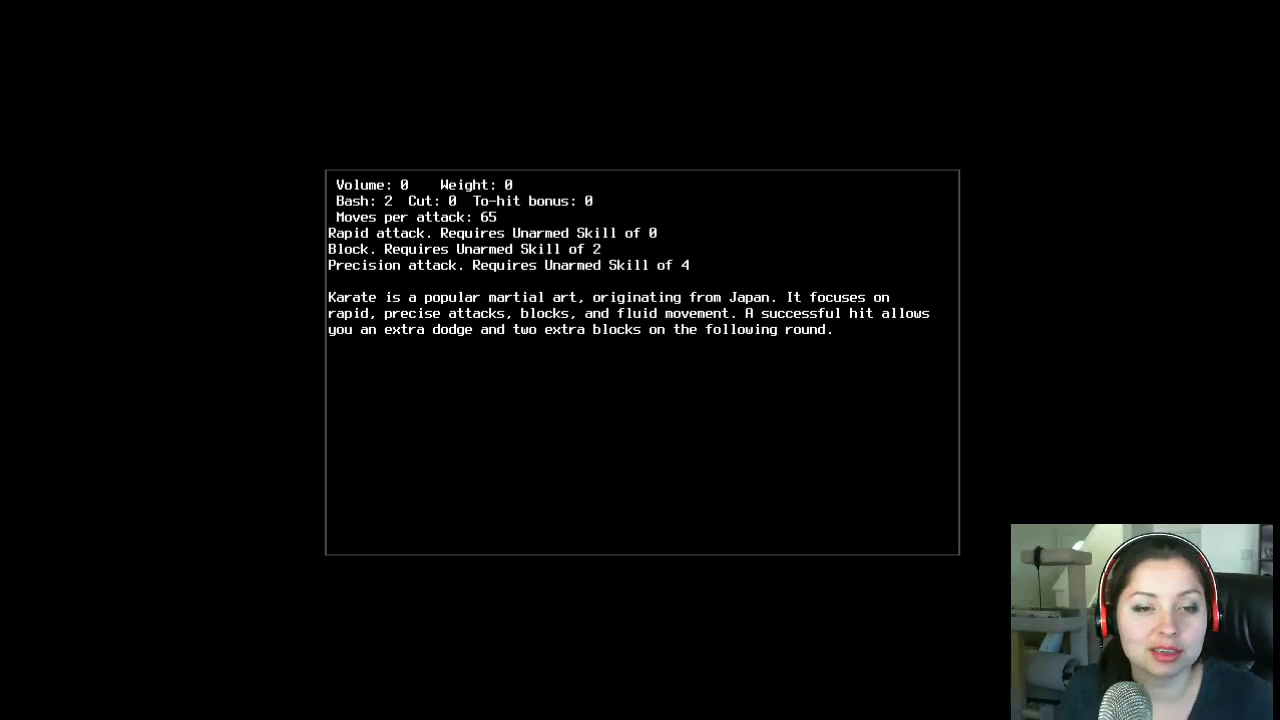 Volume: 0    Weight: 0
Bash: 2  Cut: 0  To-hit bonus: 0
Moves per attack: 65
Rapid attack. Requires Unarmed Skill of 0
Block. Requires Unarmed Skill of 2
Precision attack. Requires Unarmed Skill of 4
Karate is a popular martial art, originating from Japan. It focuses on
rapid, precise attacks, blocks, and fluid movement. A successful hit allows
you an extra dodge and two extra blocks on the following round.